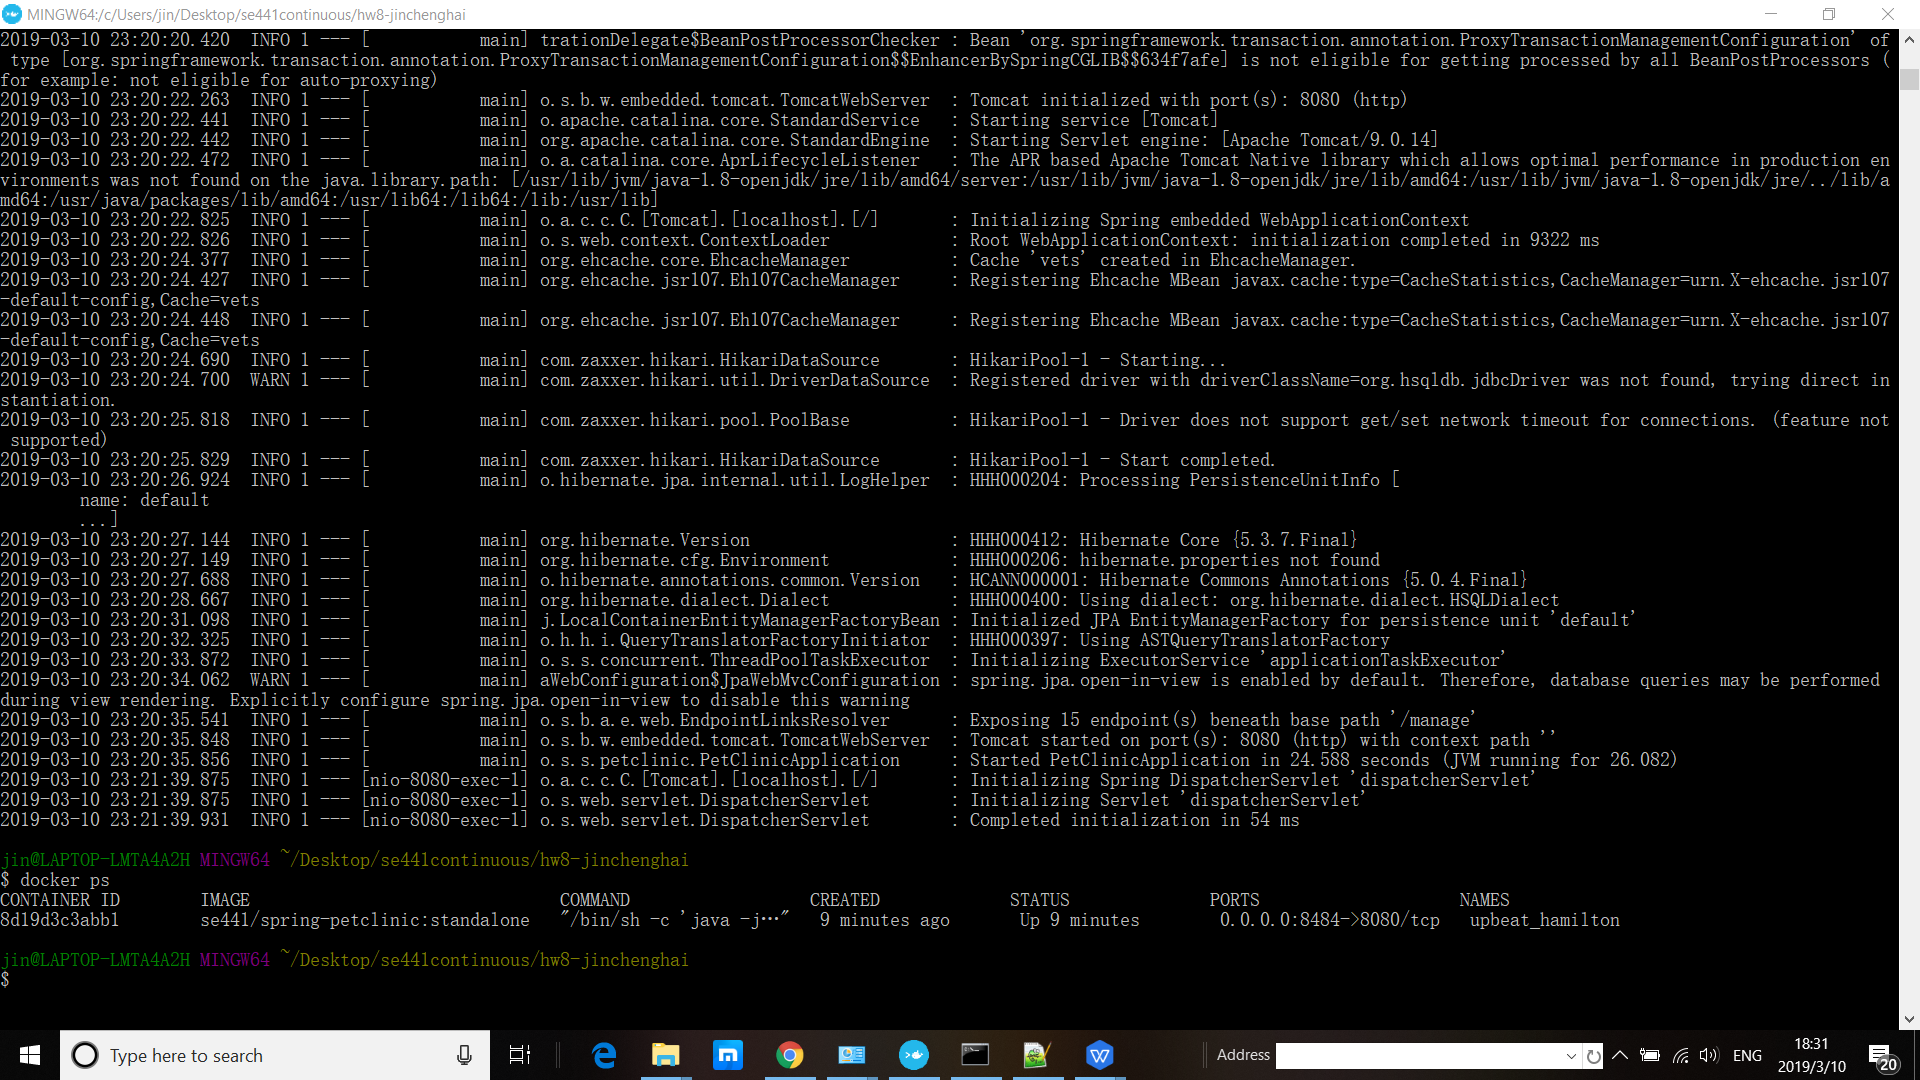 MINGW64:/c/Users/jin/Desktop/se441continuous/hw8-jinchenghai
2019-03-10 23:20:20.420  INFO 1 --- [           main] trationDelegate$BeanPostProcessorChecker : Bean 'org.springframework.transaction.annotation.ProxyTransactionManagementConfiguration' of
 type [org.springframework.transaction.annotation.ProxyTransactionManagementConfiguration$$EnhancerBySpringCGLIB$$634f7afe] is not eligible for getting processed by all BeanPostProcessors (
for example: not eligible for auto-proxying)
2019-03-10 23:20:22.263  INFO 1 --- [           main] o.s.b.w.embedded.tomcat.TomcatWebServer  : Tomcat initialized with port(s): 8080 (http)
2019-03-10 23:20:22.441  INFO 1 --- [           main] o.apache.catalina.core.StandardService   : Starting service [Tomcat]
2019-03-10 23:20:22.442  INFO 1 --- [           main] org.apache.catalina.core.StandardEngine  : Starting Servlet engine: [Apache Tomcat/9.0.14]
2019-03-10 23:20:22.472  INFO 1 --- [           main] o.a.catalina.core.AprLifecycleListener   : The APR based Apache Tomcat Native library which allows optimal performance in production en
vironments was not found on the java.library.path: [/usr/lib/jvm/java-1.8-openjdk/jre/lib/amd64/server:/usr/lib/jvm/java-1.8-openjdk/jre/lib/amd64:/usr/lib/jvm/java-1.8-openjdk/jre/../lib/a
md64:/usr/java/packages/lib/amd64:/usr/lib64:/lib64:/lib:/usr/lib]
2019-03-10 23:20:22.825  INFO 1 --- [           main] o.a.c.c.C.[Tomcat].[localhost].[/]       : Initializing Spring embedded WebApplicationContext
2019-03-10 23:20:22.826  INFO 1 --- [           main] o.s.web.context.ContextLoader            : Root WebApplicationContext: initialization completed in 9322 ms
2019-03-10 23:20:24.377  INFO 1 --- [           main] org.ehcache.core.EhcacheManager          : Cache 'vets' created in EhcacheManager.
2019-03-10 23:20:24.427  INFO 1 --- [           main] org.ehcache.jsr107.Eh107CacheManager     : Registering Ehcache MBean javax.cache:type=CacheStatistics,CacheManager=urn.X-ehcache.jsr107
-default-config,Cache=vets
2019-03-10 23:20:24.448  INFO 1 --- [           main] org.ehcache.jsr107.Eh107CacheManager     : Registering Ehcache MBean javax.cache:type=CacheStatistics,CacheManager=urn.X-ehcache.jsr107
-default-config,Cache=vets
2019-03-10 23:20:24.690  INFO 1 --- [           main] com.zaxxer.hikari.HikariDataSource       : HikariPool-1 - Starting...
2019-03-10 23:20:24.700  WARN 1 --- [           main] com.zaxxer.hikari.util.DriverDataSource  : Registered driver with driverClassName=org.hsqldb.jdbcDriver was not found, trying direct in
stantiation.
2019-03-10 23:20:25.818  INFO 1 --- [           main] com.zaxxer.hikari.pool.PoolBase          : HikariPool-1 - Driver does not support get/set network timeout for connections. (feature not
 supported)
2019-03-10 23:20:25.829  INFO 1 --- [           main] com.zaxxer.hikari.HikariDataSource       : HikariPool-1 - Start completed.
2019-03-10 23:20:26.924  INFO 1 --- [           main] o.hibernate.jpa.internal.util.LogHelper  : HHH000204: Processing PersistenceUnitInfo [
        name: default
        ...]
2019-03-10 23:20:27.144  INFO 1 --- [           main] org.hibernate.Version                    : HHH000412: Hibernate Core {5.3.7.Final}
2019-03-10 23:20:27.149  INFO 1 --- [           main] org.hibernate.cfg.Environment            : HHH000206: hibernate.properties not found
2019-03-10 23:20:27.688  INFO 1 --- [           main] o.hibernate.annotations.common.Version   : HCANN000001: Hibernate Commons Annotations {5.0.4.Final}
2019-03-10 23:20:28.667  INFO 1 --- [           main] org.hibernate.dialect.Dialect            : HHH000400: Using dialect: org.hibernate.dialect.HSQLDialect
2019-03-10 23:20:31.098  INFO 1 --- [           main] j.LocalContainerEntityManagerFactoryBean : Initialized JPA EntityManagerFactory for persistence unit 'default'
2019-03-10 23:20:32.325  INFO 1 --- [           main] o.h.h.i.QueryTranslatorFactoryInitiator  : HHH000397: Using ASTQueryTranslatorFactory
2019-03-10 23:20:33.872  INFO 1 --- [           main] o.s.s.concurrent.ThreadPoolTaskExecutor  : Initializing ExecutorService 'applicationTaskExecutor'
2019-03-10 23:20:34.062  WARN 1 --- [           main] aWebConfiguration$JpaWebMvcConfiguration : spring.jpa.open-in-view is enabled by default. Therefore, database queries may be performed
during view rendering. Explicitly configure spring.jpa.open-in-view to disable this warning
2019-03-10 23:20:35.541  INFO 1 --- [           main] o.s.b.a.e.web.EndpointLinksResolver      : Exposing 15 endpoint(s) beneath base path '/manage'
2019-03-10 23:20:35.848  INFO 1 --- [           main] o.s.b.w.embedded.tomcat.TomcatWebServer  : Tomcat started on port(s): 8080 (http) with context path ''
2019-03-10 23:20:35.856  INFO 1 --- [           main] o.s.s.petclinic.PetClinicApplication     : Started PetClinicApplication in 24.588 seconds (JVM running for 26.082)
2019-03-10 23:21:39.875  INFO 1 --- [nio-8080-exec-1] o.a.c.c.C.[Tomcat].[localhost].[/]       : Initializing Spring DispatcherServlet 'dispatcherServlet'
2019-03-10 23:21:39.875  INFO 1 --- [nio-8080-exec-1] o.s.web.servlet.DispatcherServlet        : Initializing Servlet 'dispatcherServlet'
2019-03-10 23:21:39.931  INFO 1 --- [nio-8080-exec-1] o.s.web.servlet.DispatcherServlet        : Completed initialization in 54 ms
jin@LAPTOP-LMTA4A2H MINGW64 ~/Desktop/se441continuous/hw8-jinchenghai
$ docker ps
CONTAINER ID        IMAGE                               COMMAND                  CREATED             STATUS              PORTS                    NAMES
8d19d3c3abb1        se441/spring-petclinic:standalone   "/bin/sh -c 'java -j…"   9 minutes ago       Up 9 minutes        0.0.0.0:8484->8080/tcp   upbeat_hamilton
jin@LAPTOP-LMTA4A2H MINGW64 ~/Desktop/se441continuous/hw8-jinchenghai
$
Type here to search
Address
ENG
18:31
2019/3/10
20